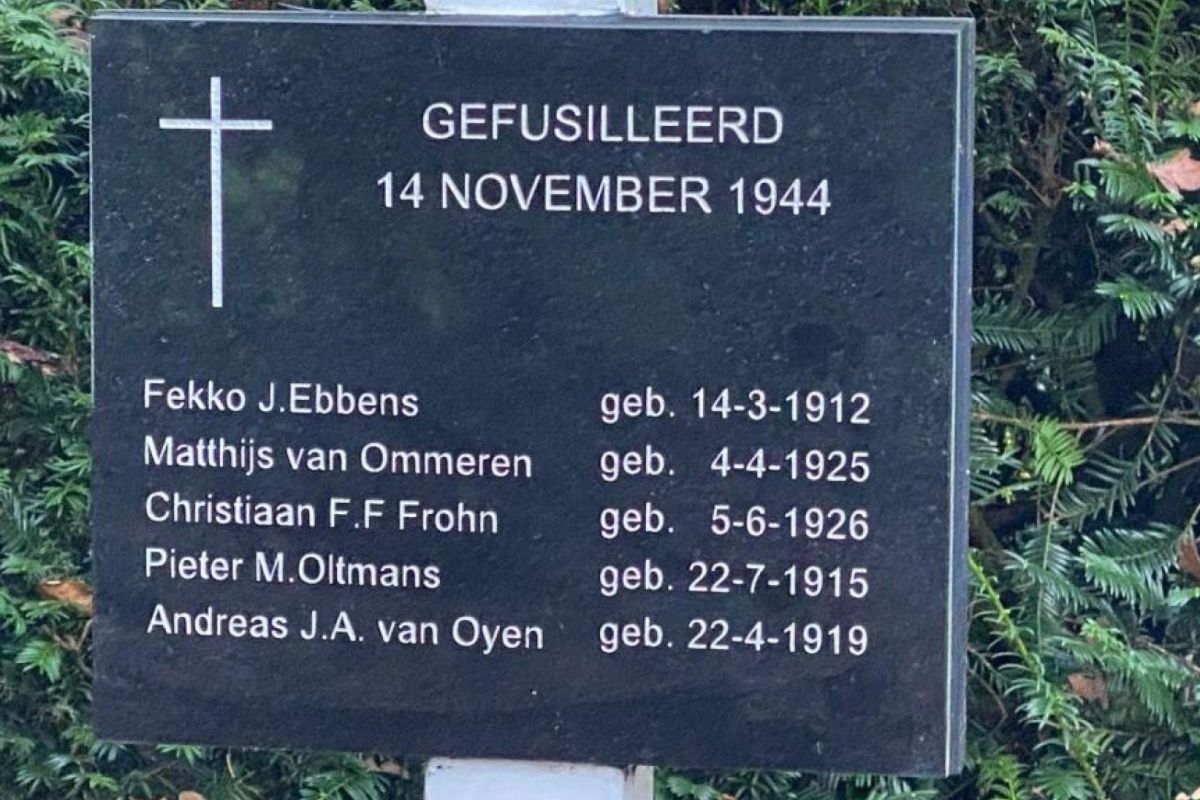 GEFUSILLEERD
14 NOVEMBER 1944
Fekko J.Ebbens geb. 14-3-1912
Matthijs van Ommeren geb. 4-4-1925
Christiaan F.F Frohn geb. 5-6-1926
Pieter M.Oltmans geb. 22-7-1915
Andreas J.A. van Oyen geb. 22-4-1919